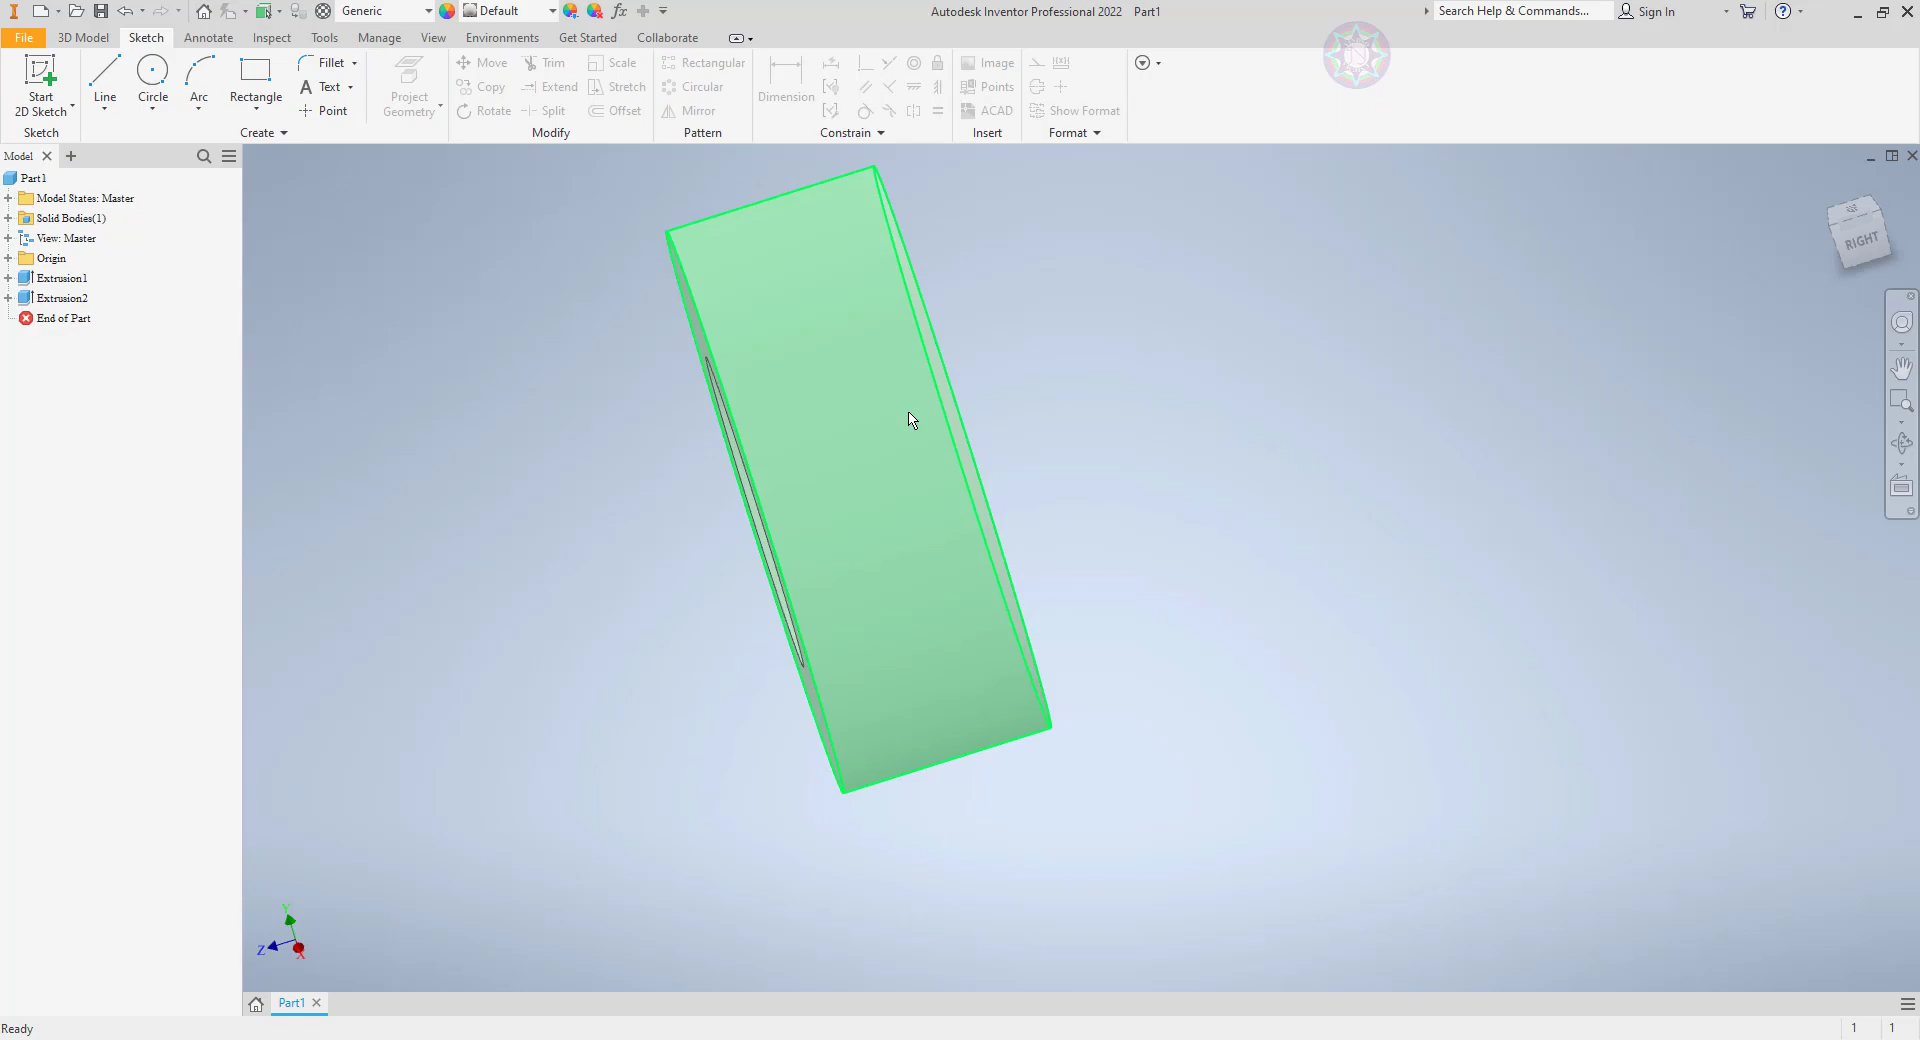 Generic
Default
Autodesk Inventor Professional 2022 Part1
Search Help & Commands...
Sign In
File
3D Model
Sketch
Annotate
Inspect
Tools
Manage
View
Environments
Get Started
Collaborate
Start
2D Sketch
Line
Circle
Arc
Rectangle
Fillet
Text
Point
Project
Geometry
Move
Copy
Rotate
Trim
Extend
Split
Scale
Stretch
Offset
Rectangular
Circular
Mirror
Dimension
Image
Points
ACAD
Show Format
Sketch
Create
Modify
Pattern
Constrain
Insert
Format
Model
Part1
Model States: Master
Solid Bodies(1)
View: Master
Origin
Extrusion1
Extrusion2
End of Part
RIGHT
Y
Z
X
Part1
Ready
1
1